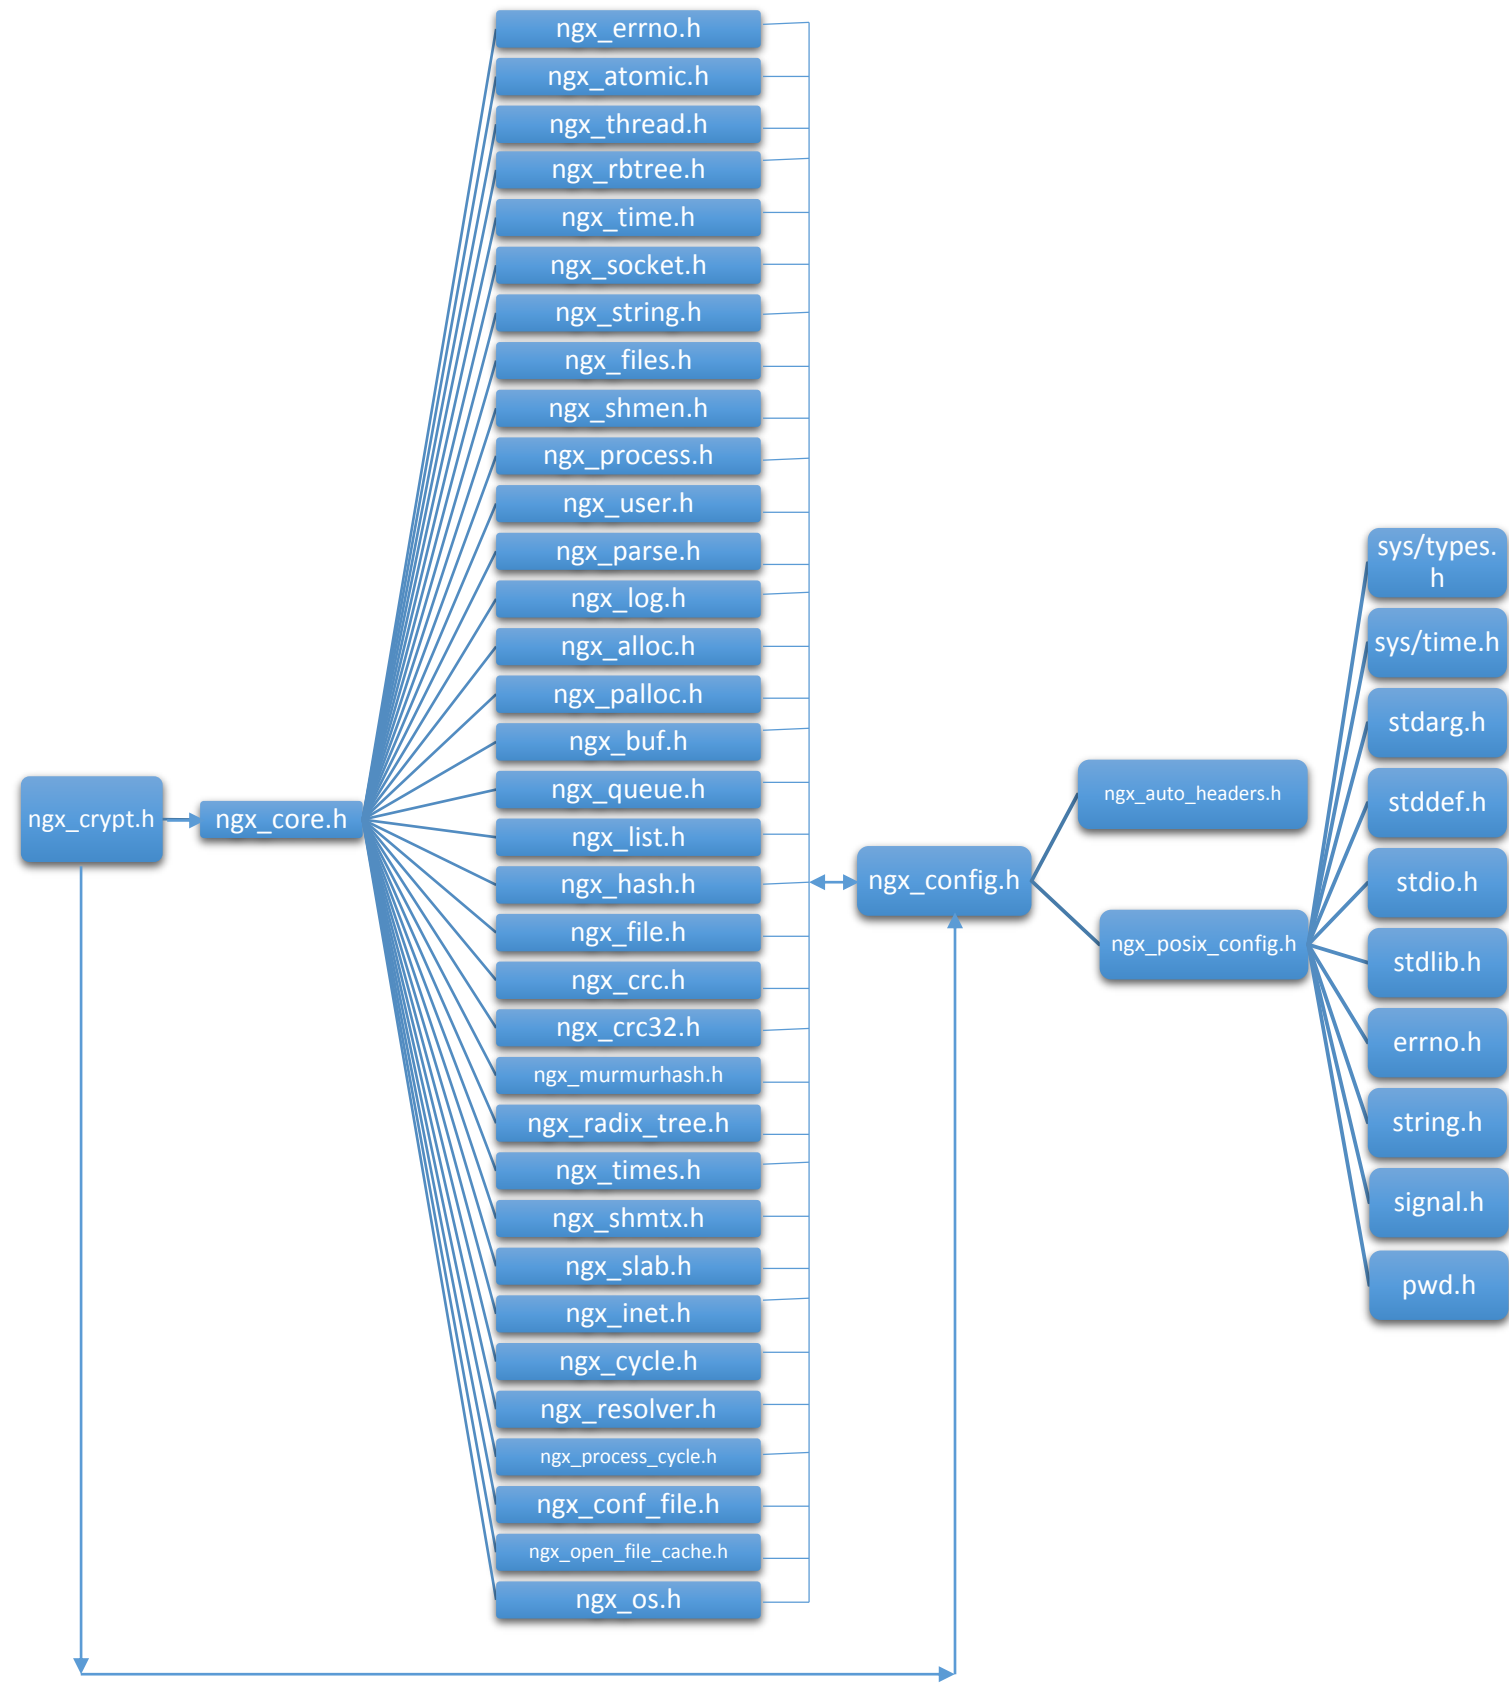 ngx_crypt.h
ngx_core.h
ngx_errno.h
ngx_atomic.h
ngx_thread.h
ngx_rbtree.h
ngx_time.h
ngx_socket.h
ngx_string.h
ngx_files.h
ngx_shmen.h
ngx_process.h
ngx_user.h
ngx_parse.h
ngx_log.h
ngx_alloc.h
ngx_palloc.h
ngx_buf.h
ngx_queue.h
ngx_list.h
ngx_hash.h
ngx_file.h
ngx_crc.h
ngx_crc32.h
ngx_murmurhash.h
ngx_radix_tree.h
ngx_times.h
ngx_shmtx.h
ngx_slab.h
ngx_inet.h
ngx_cycle.h
ngx_resolver.h
ngx_process_cycle.h
ngx_conf_file.h
ngx_open_file_cache.h
ngx_os.h
ngx_config.h
ngx_auto_headers.h
ngx_posix_config.h
sys/types.
h
sys/time.h
stdarg.h
stddef.h
stdio.h
stdlib.h
errno.h
string.h
signal.h
pwd.h